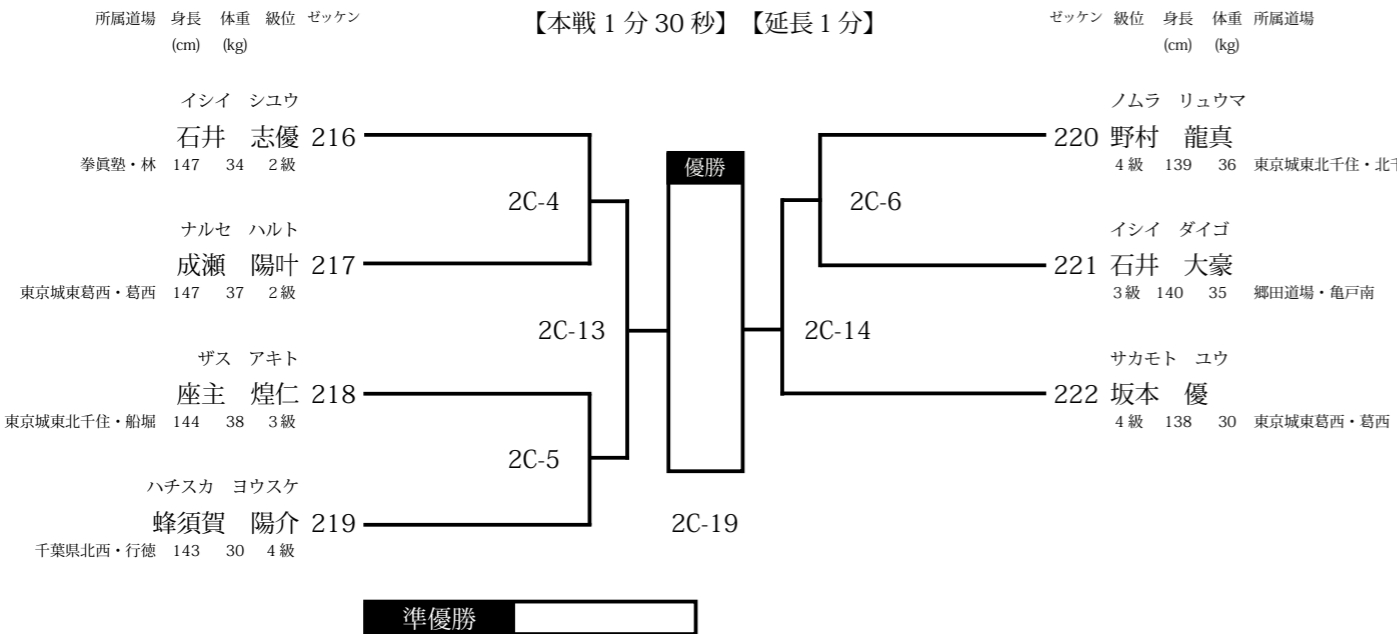 所属道場 身長 体重 級位 ゼッケン
(cm) (kg)
【本戦1分30秒】【延長1分】
ゼッケン 級位 身長 体重 所属道場
(cm) (kg)
イシイ シユウ
石井 志優 216
拳眞塾・林 147 34 2級
2C-4
ナルセ ハルト
成瀬 陽叶 217
東京城東葛西・葛西 147 37 2級
2C-13
ザス アキト
座主 煌仁 218
東京城東北千住・船堀 144 38 3級
2C-5
ハチスカ ヨウスケ
蜂須賀 陽介 219
千葉県北西・行徳 143 30 4級
優勝
2C-19
ノムラ リュウマ
220 野村 龍真
4級 139 36 東京城東北千住・北千
2C-6
イシイ ダイゴ
221 石井 大豪
3級 140 35 郷田道場・亀戸南
2C-14
サカモト ユウ
222 坂本 優
4級 138 30 東京城東葛西・葛西
準優勝